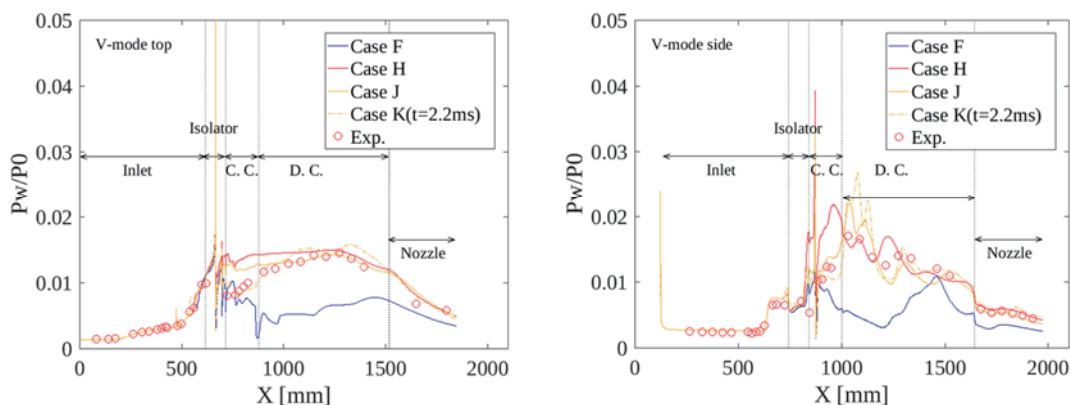 V-mode top
Case F
Case H
Case J
Case K(t=2.2ms)
Exp.
Isolator
Inlet
C. C.
D. C.
Nozzle
0.05
0.04
0.03
0.02
0.01
0
Pw/P0
0
500
1000
1500
2000
X [mm]
V-mode side
Case F
Case H
Case J
Case K(t=2.2ms)
Exp.
Isolator
Inlet
C. C.
D. C.
Nozzle
0.05
0.04
0.03
0.02
0.01
0
Pw/P0
0
500
1000
1500
2000
X [mm]